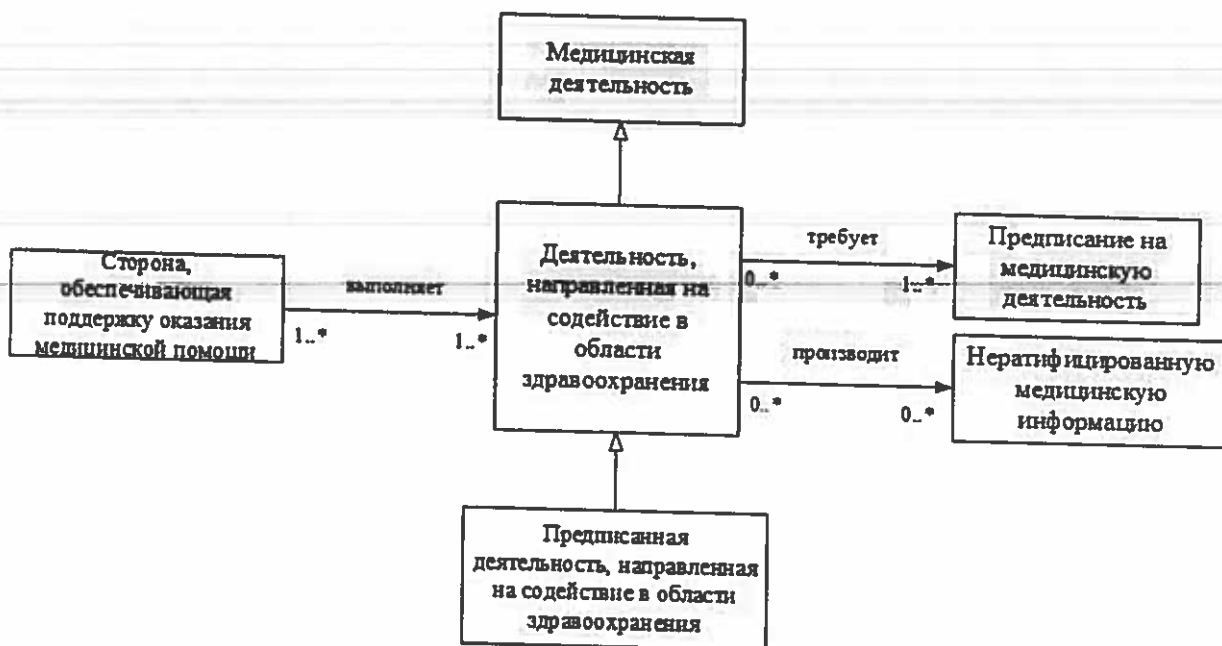 Медицинская
деятельность
Сторона,
обеспечивающая
поддержку оказания
медицинской помощи
выполняет
1..*
1..*
Деятельность,
направленная на
содействие в
области
здравоохранения
требует
0..*
1..*
Предписание на
медицинскую
деятельность
производит
0..*
0..*
Нератифицированную
медицинскую
информацию
Предписанная
деятельность, направленная
на содействие в области
здравоохранения